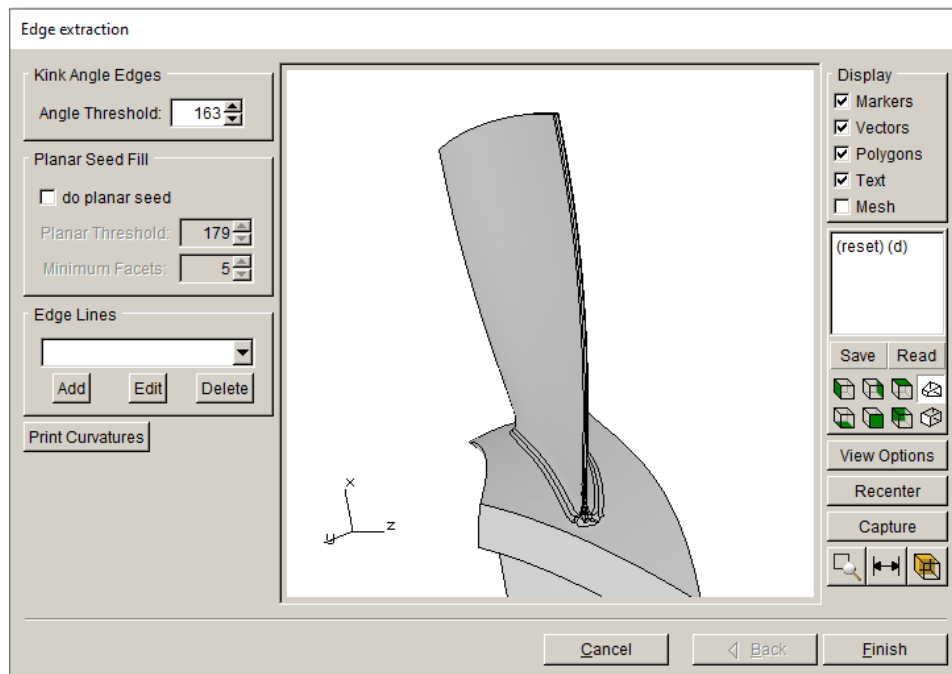 Edge extraction
Kink Angle Edges
Angle Threshold: 163
Planar Seed Fill
do planar seed
Planar Threshold: 179
Minimum Facets: 5
Edge Lines
Add Edit Delete
Print Curvatures
x
y
z
Display
Markers
Vectors
Polygons
Text
Mesh
(reset) (d)
Save Read
View Options
Recenter
Capture
Cancel Back Finish